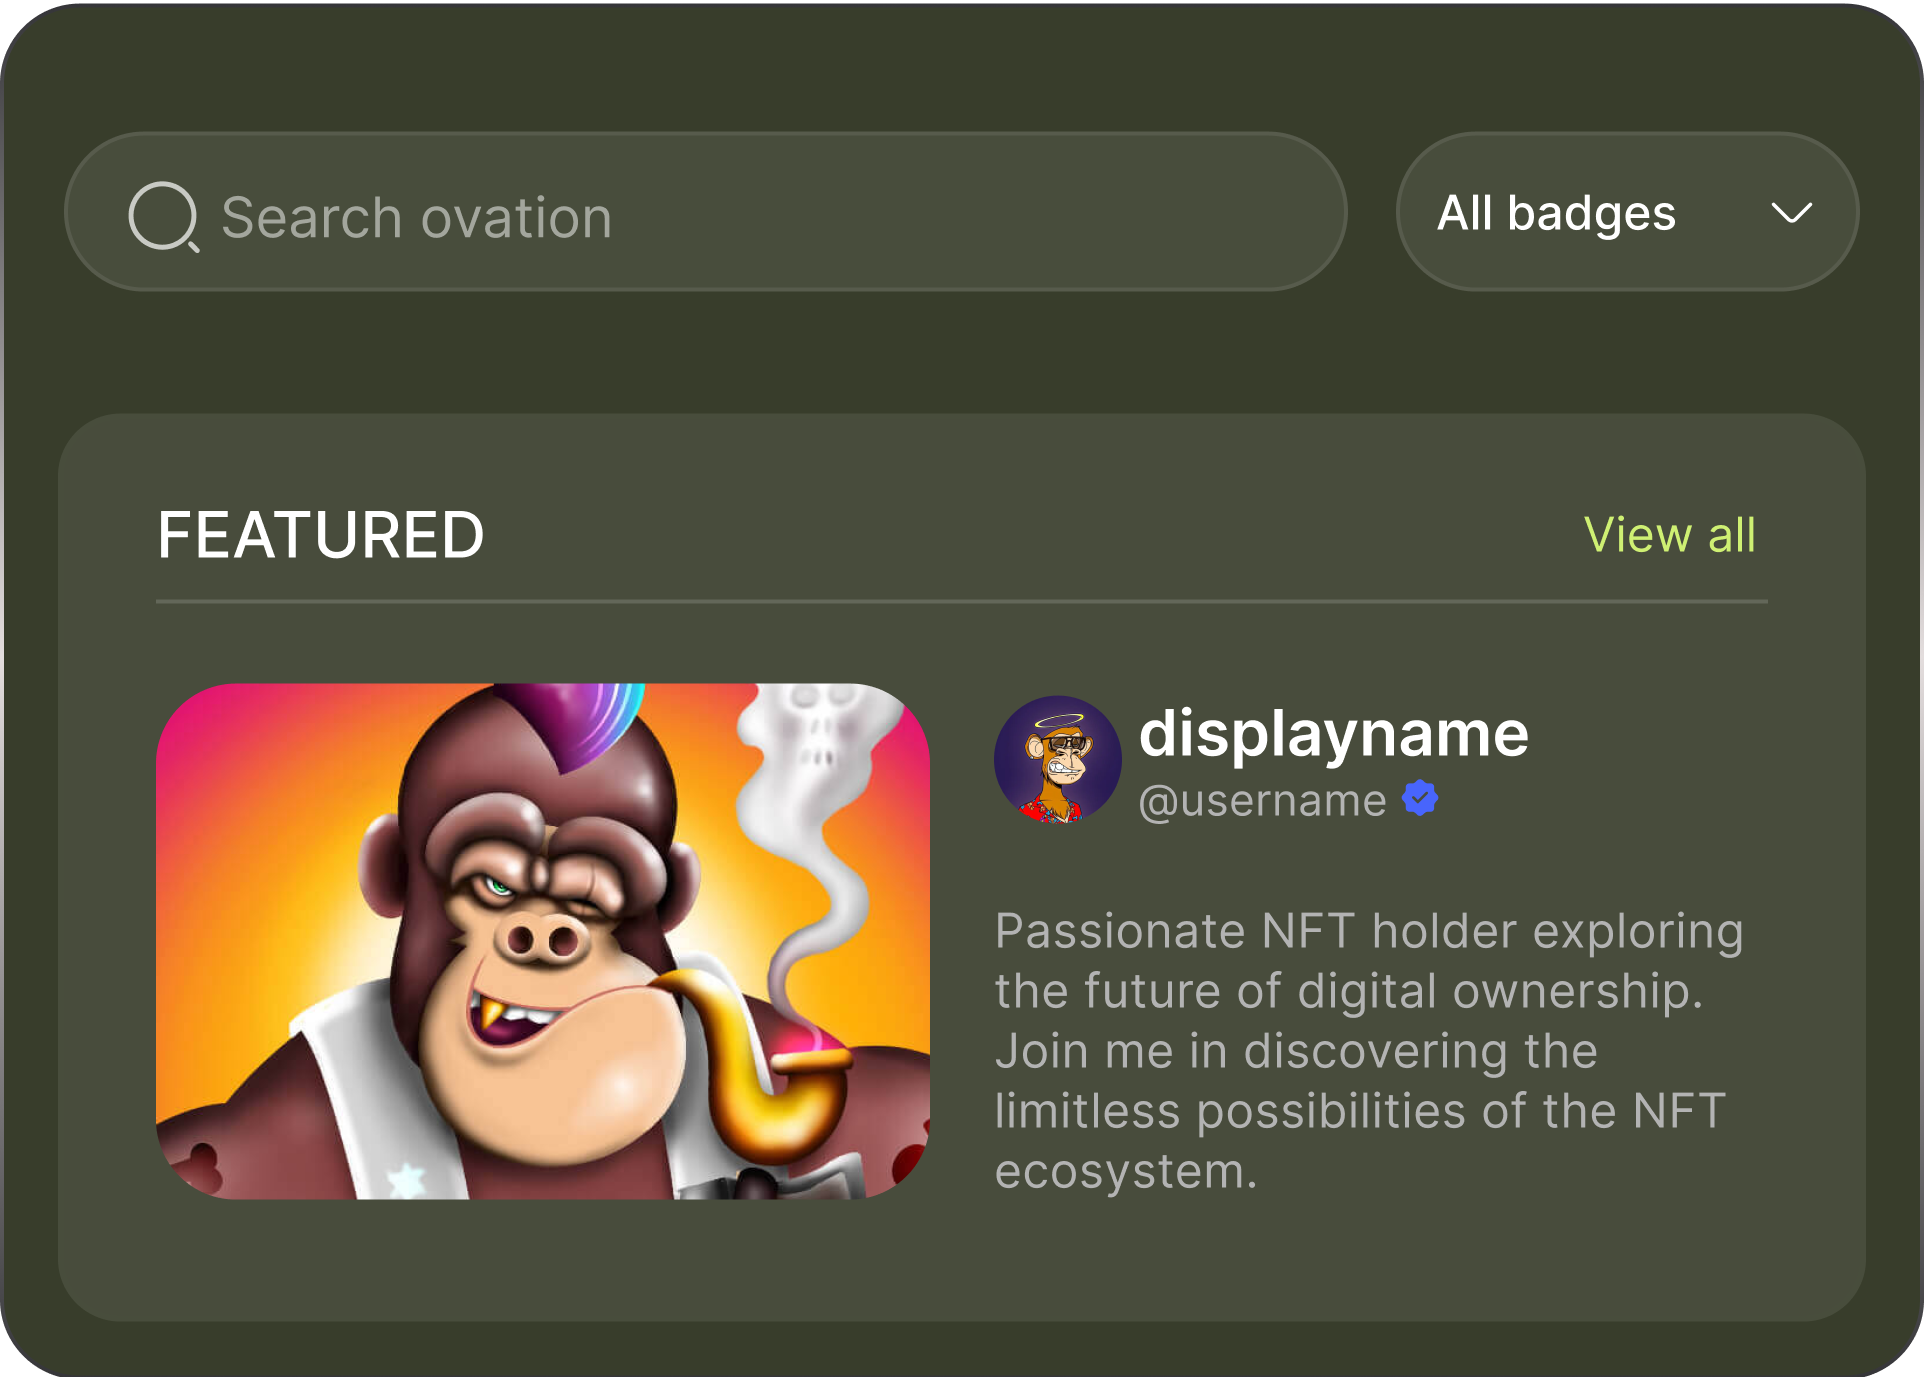 Search ovation
All badges
FEATURED
View all
displayname
@username
Passionate NFT holder exploring
the future of digital ownership.
Join me in discovering the
limitless possibilities of the NFT
ecosystem.